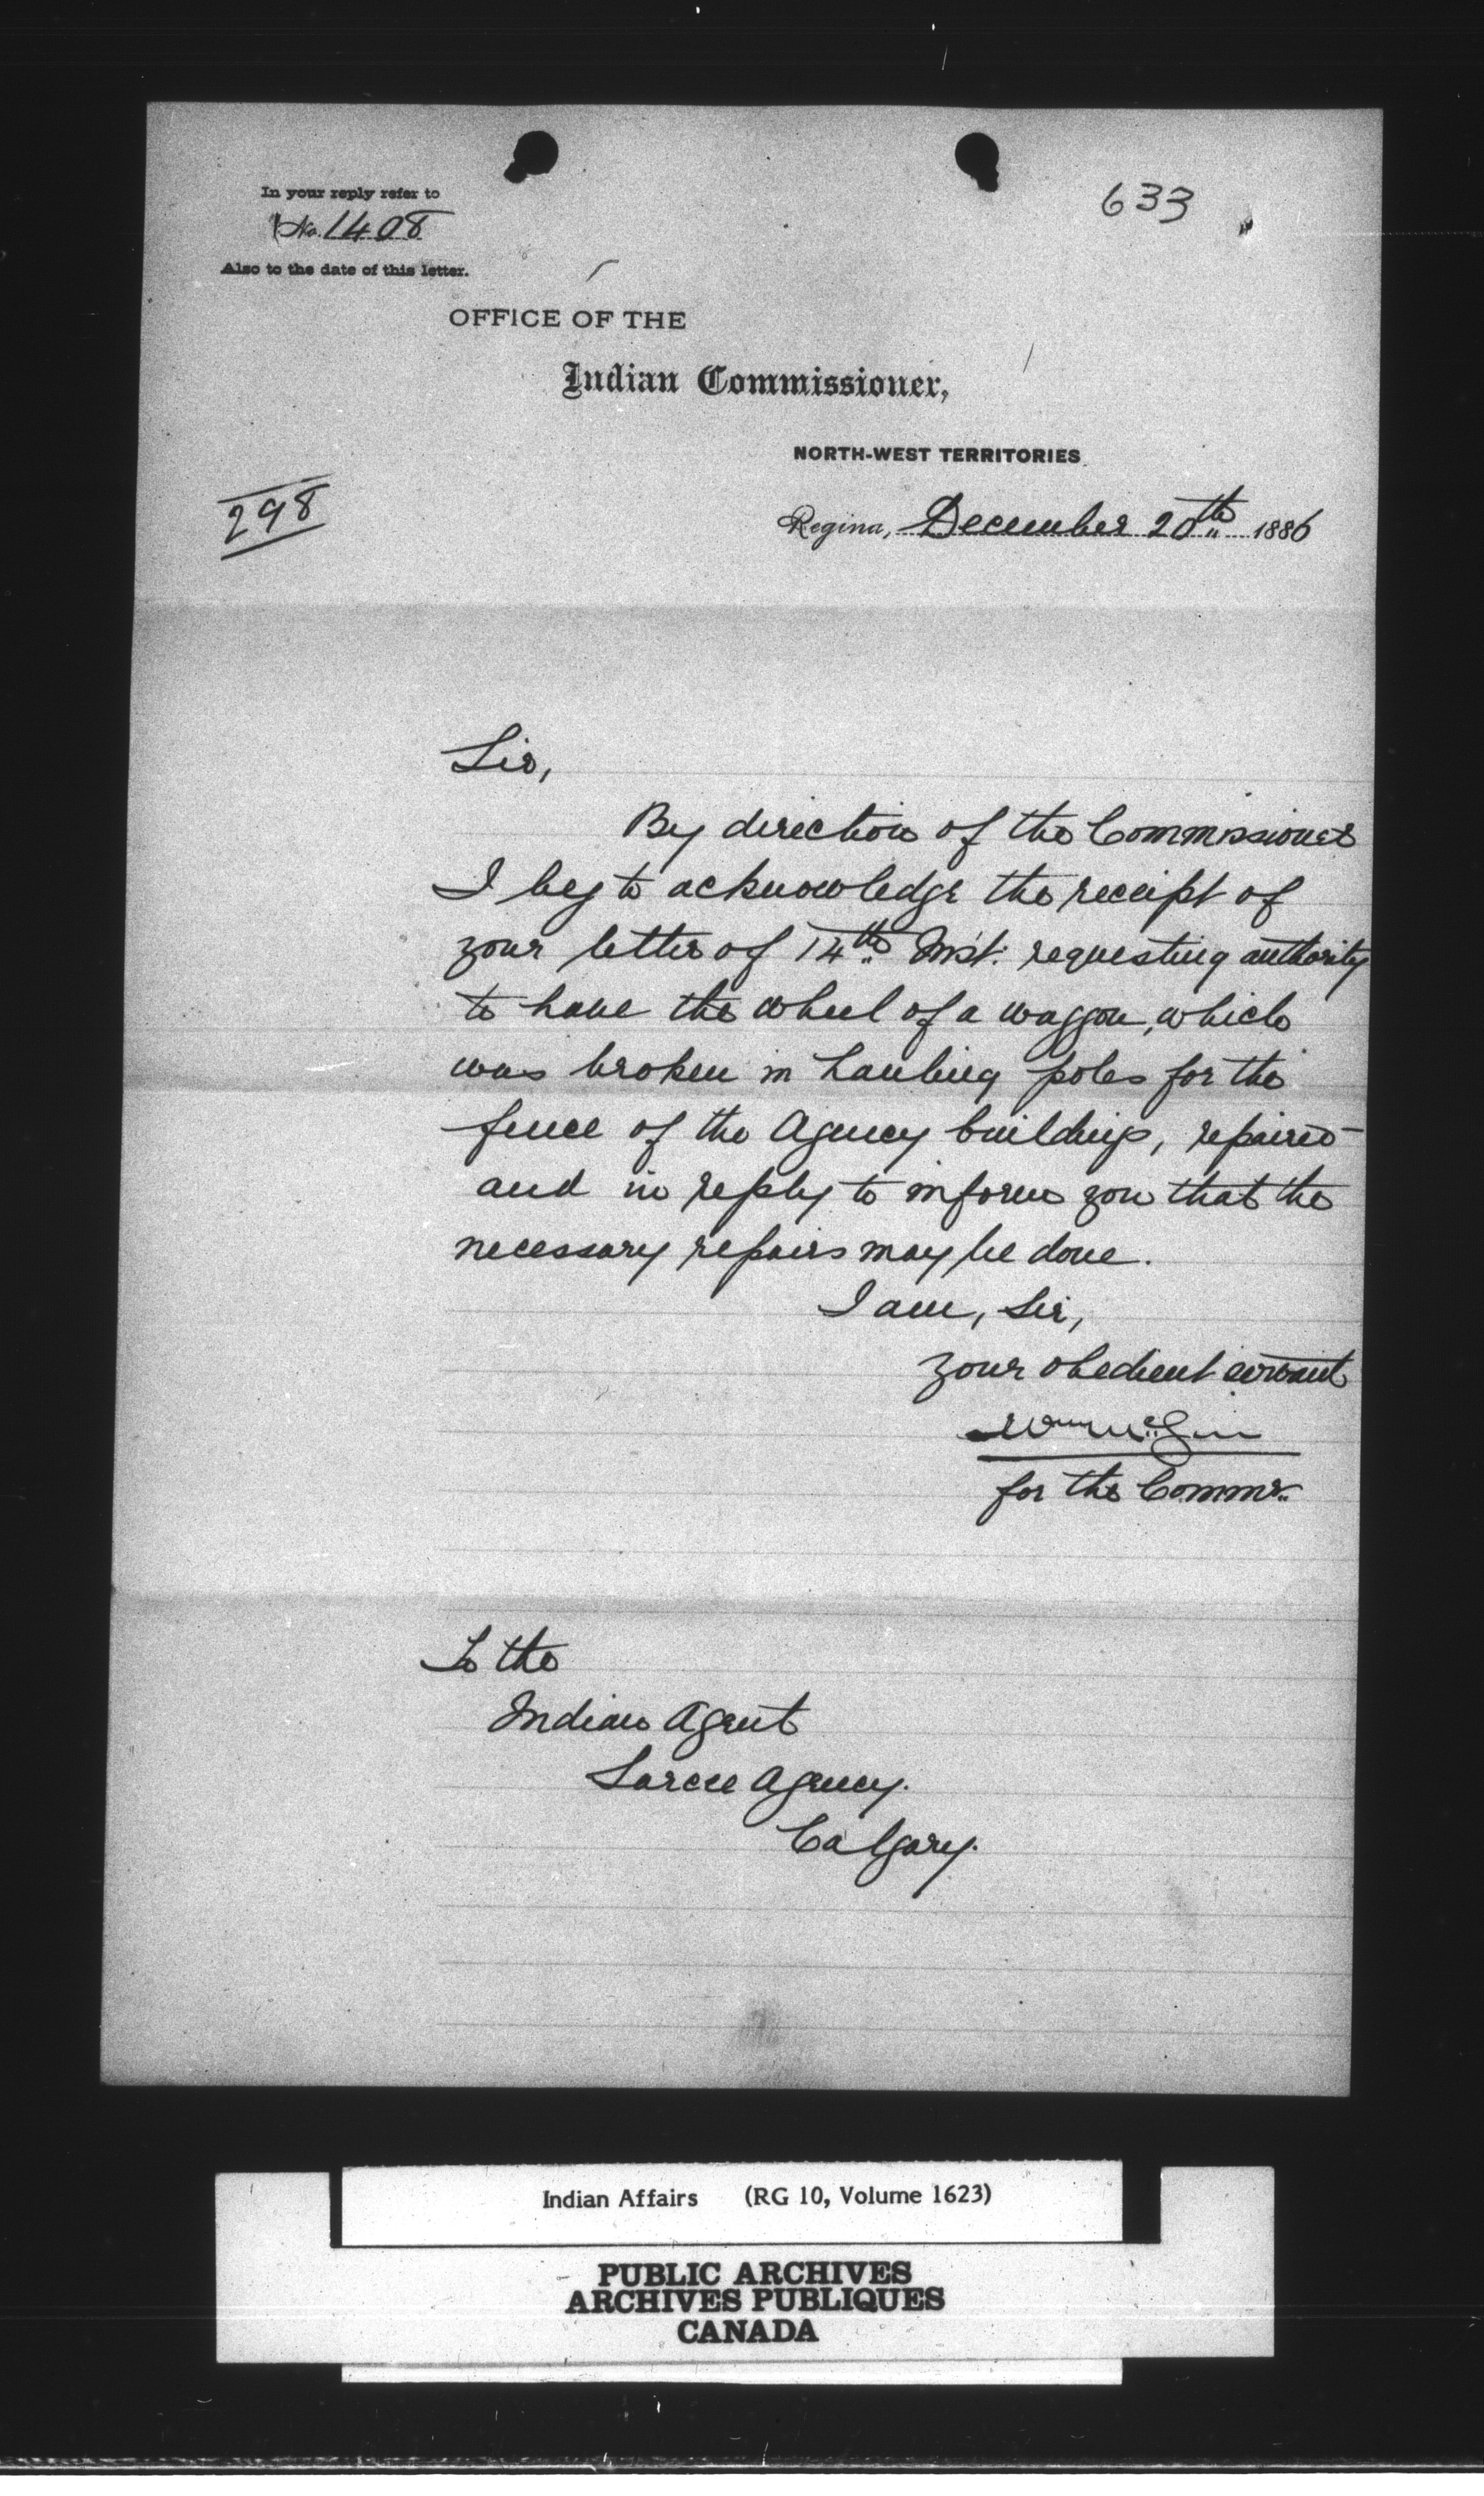 In your reply refer to
No. 1408
Also to the date of this letter.
633
OFFICE OF THE
Indian Commissioner,
NORTH-WEST TERRITORIES
298
Regina, December 20th 1886
Sir,
By direction of the Commissioner
I beg to acknowledge the receipt of
your letter of 14th Inst: requesting authority
to have the wheel of a waggon, which
was broken in hauling poles for the
fence of the Agency buildings, repaired
and in reply to inform you that the
necessary repairs may be done.
I am, Sir,
Your obedient servant
for the Commr.
To the
Indian Agent
Sarcee Agency.
Calgary.
Indian Affairs (RG 10, Volume 1623)
PUBLIC ARCHIVES
ARCHIVES PUBLIQUES
CANADA